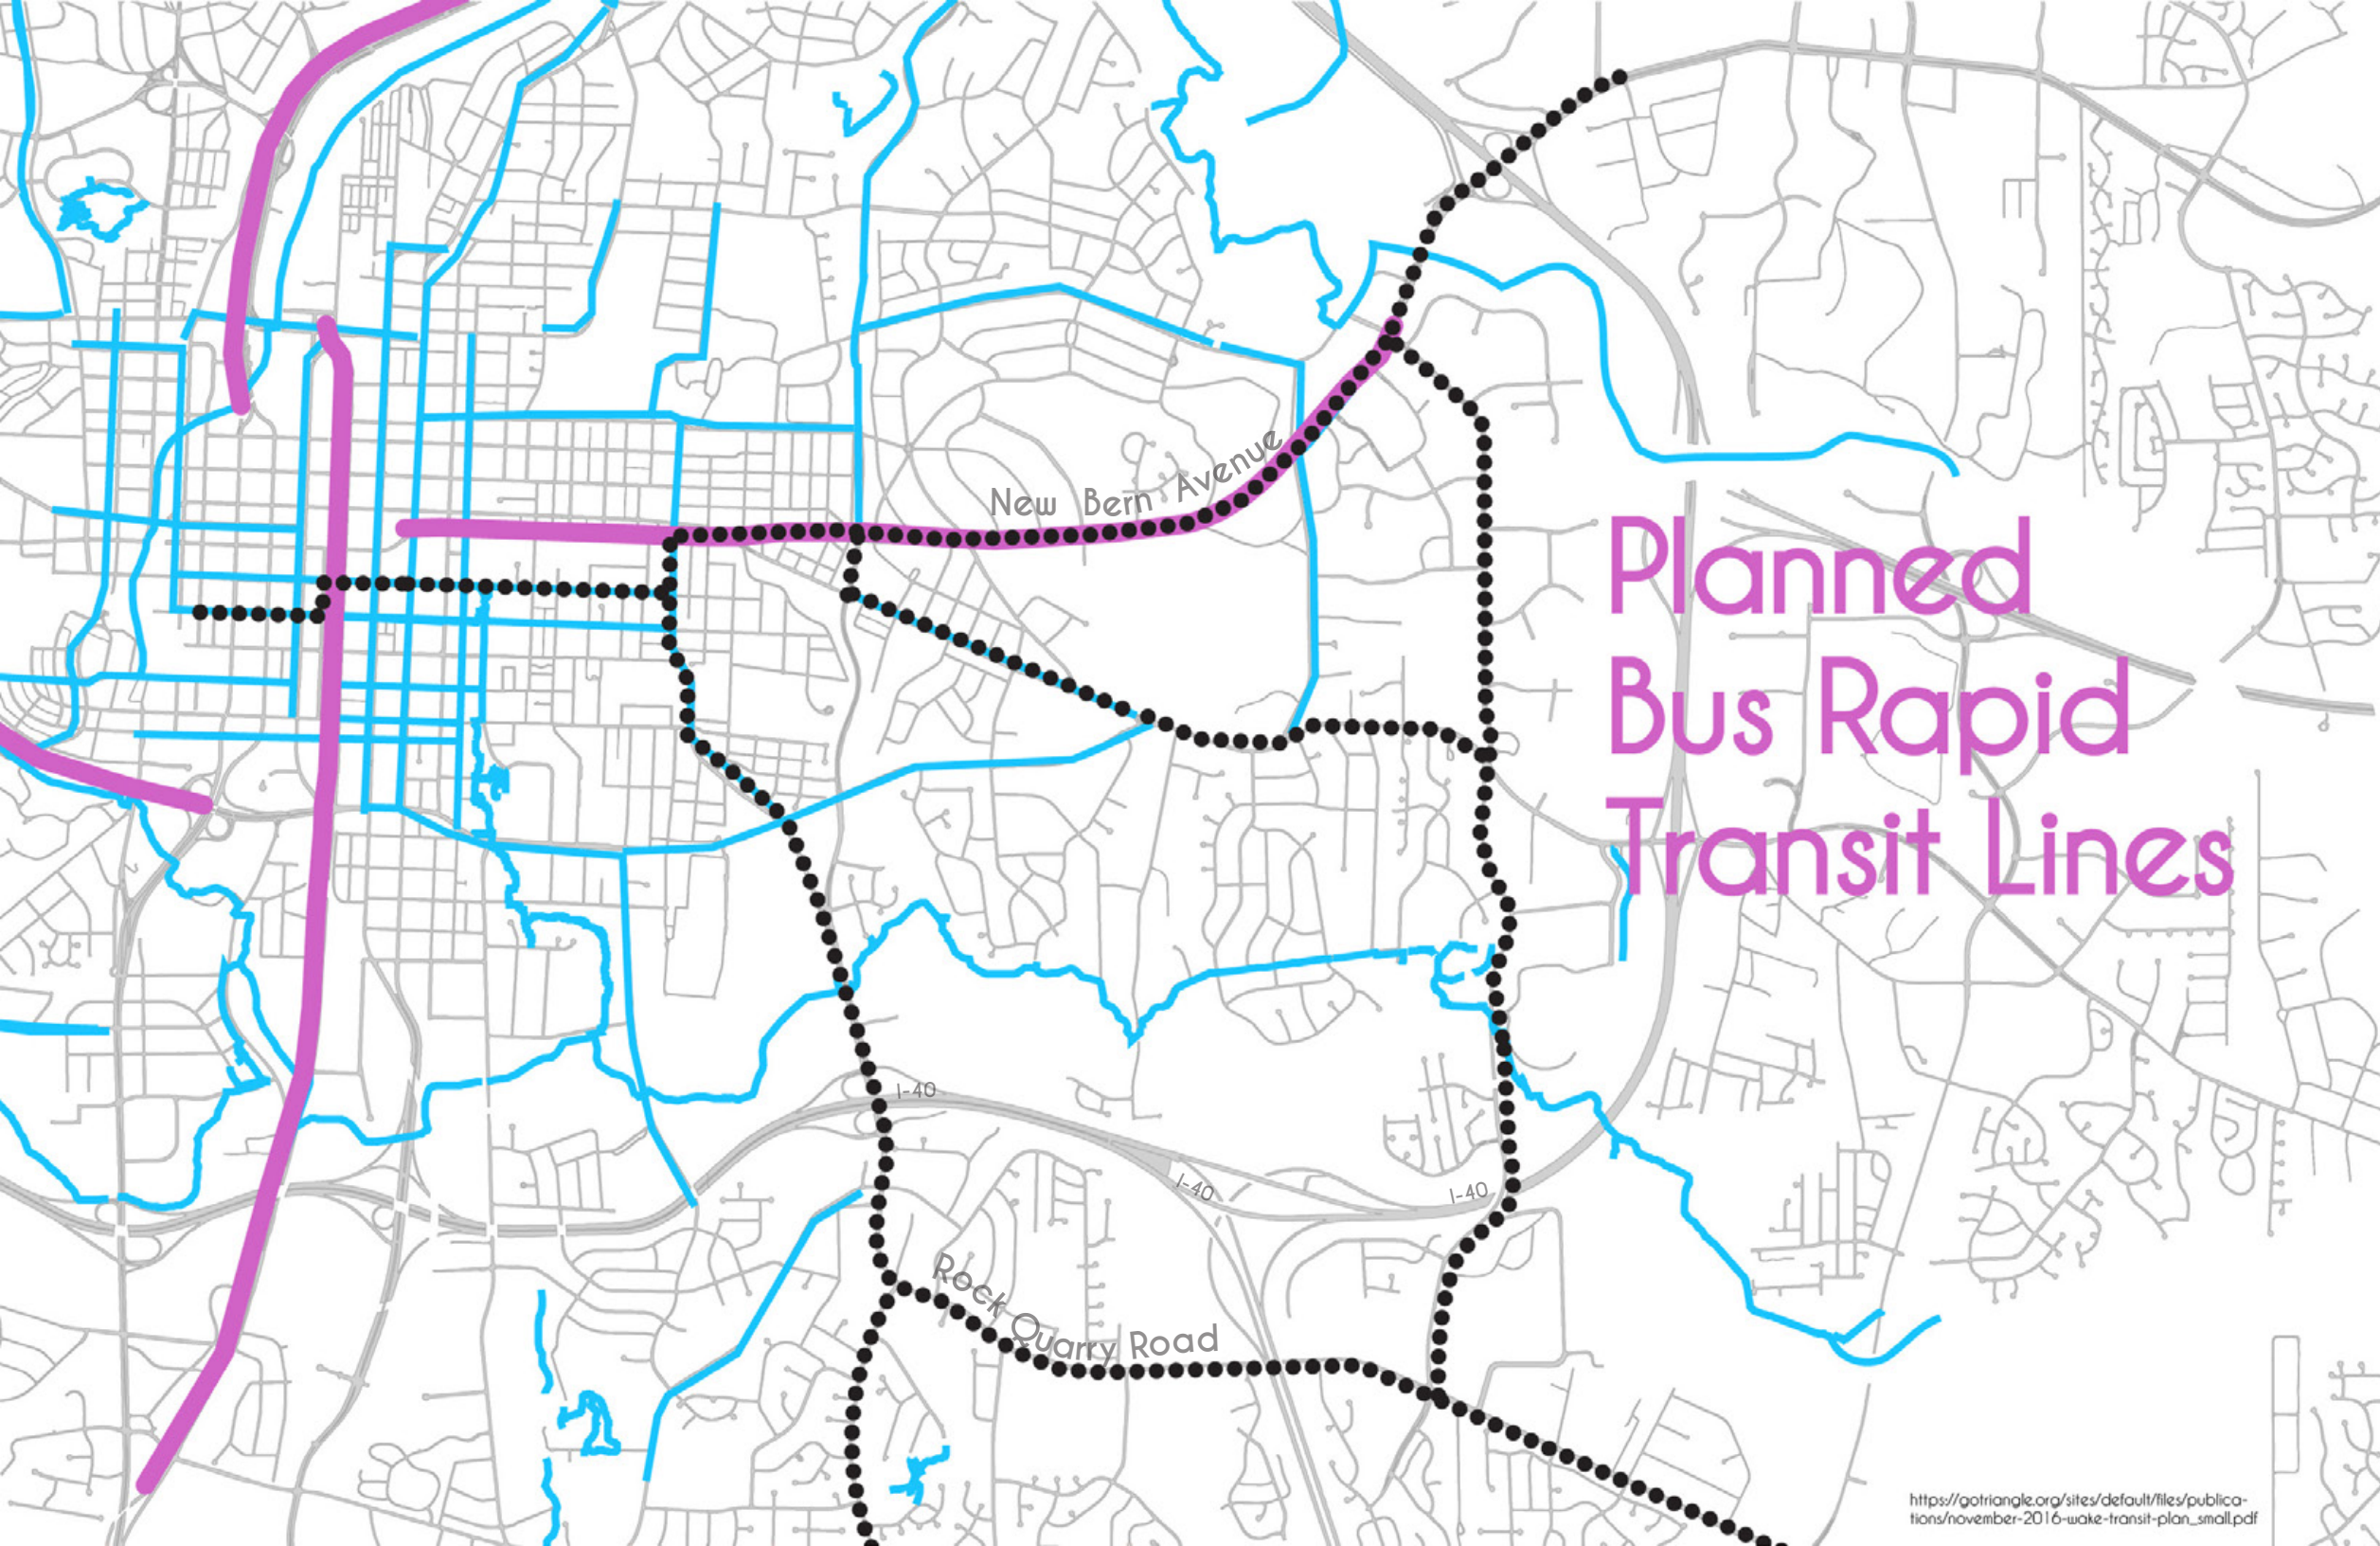 New Bern Avenue
Planned
Bus Rapid
Transit Lines
I-40
I-40
I-40
Rock Quarry Road
https://gotriangle.org/sites/default/files/publica-
tions/november-2016-wake-transit-plan_small.pdf